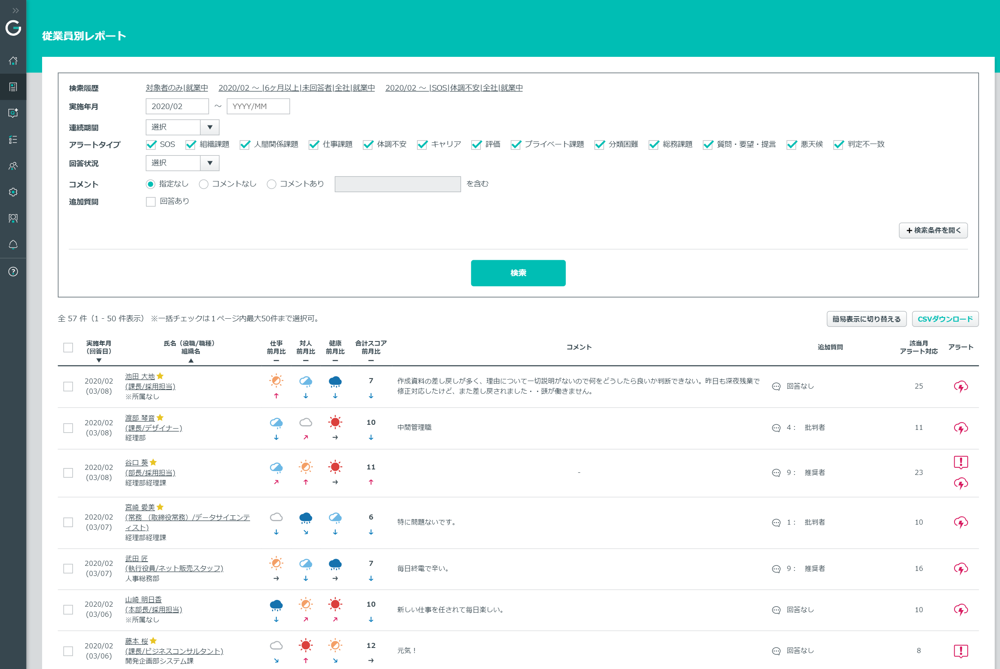 従業員別レポート
検索履歴 対象者のみ|就業中 2020/02 ～ |6ヶ月以上|未回答者|全社|就業中 2020/02 ～ |SOS|体調不安|全社|就業中
実施年月 2020/02 ～ YYYY/MM
連続期間 選択 ▼
アラートタイプ SOS 組織課題 人間関係課題 仕事課題 体調不安 キャリア 評価 プライベート課題 分類困難 総務課題 質問・要望・提言 悪天候 判定不一致
回答状況 選択 ▼
コメント 指定なし コメントなし コメントあり を含む
追加質問 回答あり
+ 検索条件を開く
検索
全 57 件（1 - 50 件表示） ※一括チェックは１ページ内最大50件まで選択可。 簡易表示に切り替える CSVダウンロード
実施年月 氏名（役職/職種） 仕事 対人 健康 合計スコア コメント 追加質問 該当月 アラート
（回答日） 組織名 前月比 前月比 前月比 前月比 アラート対応
▼ ▲ ー ー ー ー
池田 大地
2020/02 (課長/採用担当) 7 作成資料の差し戻しが多く、理由について一切説明がないので何をどうしたら良いか判断できない。昨日も深夜残業で 回答なし 25
(03/08) ※所属なし ↑ ↓ ↓ ↓ 修正対応したけど、また差し戻されました・・頭が働きません。
渡部 琴音
2020/02 (課長/デザイナー) 10 中間管理職 4： 批判者 11
(03/08) 経理部 ↓ ↗ → ↓
谷口 葵
2020/02 (部長/採用担当) 11 - 9： 推奨者 23
(03/08) 経理部経理課 ↗ ↑ → ↑
宮崎 愛美
2020/02 (常務 （取締役常務）/データサイエンテ 6 特に問題ないです。 1： 批判者 10
(03/07) ィスト) ↓ ↘ ↓ ↓
経理部経理課
武田 匠
2020/02 (執行役員/ネット販売スタッフ) 7 毎日終電で辛い。 9： 推奨者 16
(03/07) 人事総務部 → ↓ → ↓
山崎 明日香
2020/02 (本部長/採用担当) 10 新しい仕事を任されて毎日楽しい。 回答なし 10
(03/06) ※所属なし ↓ ↗ ↗ ↓
藤本 桜
2020/02 (課長/ビジネスコンサルタント) 12 元気！ 回答なし 8
(03/06) 開発企画部システム課 ↘ ↑ ↘ →